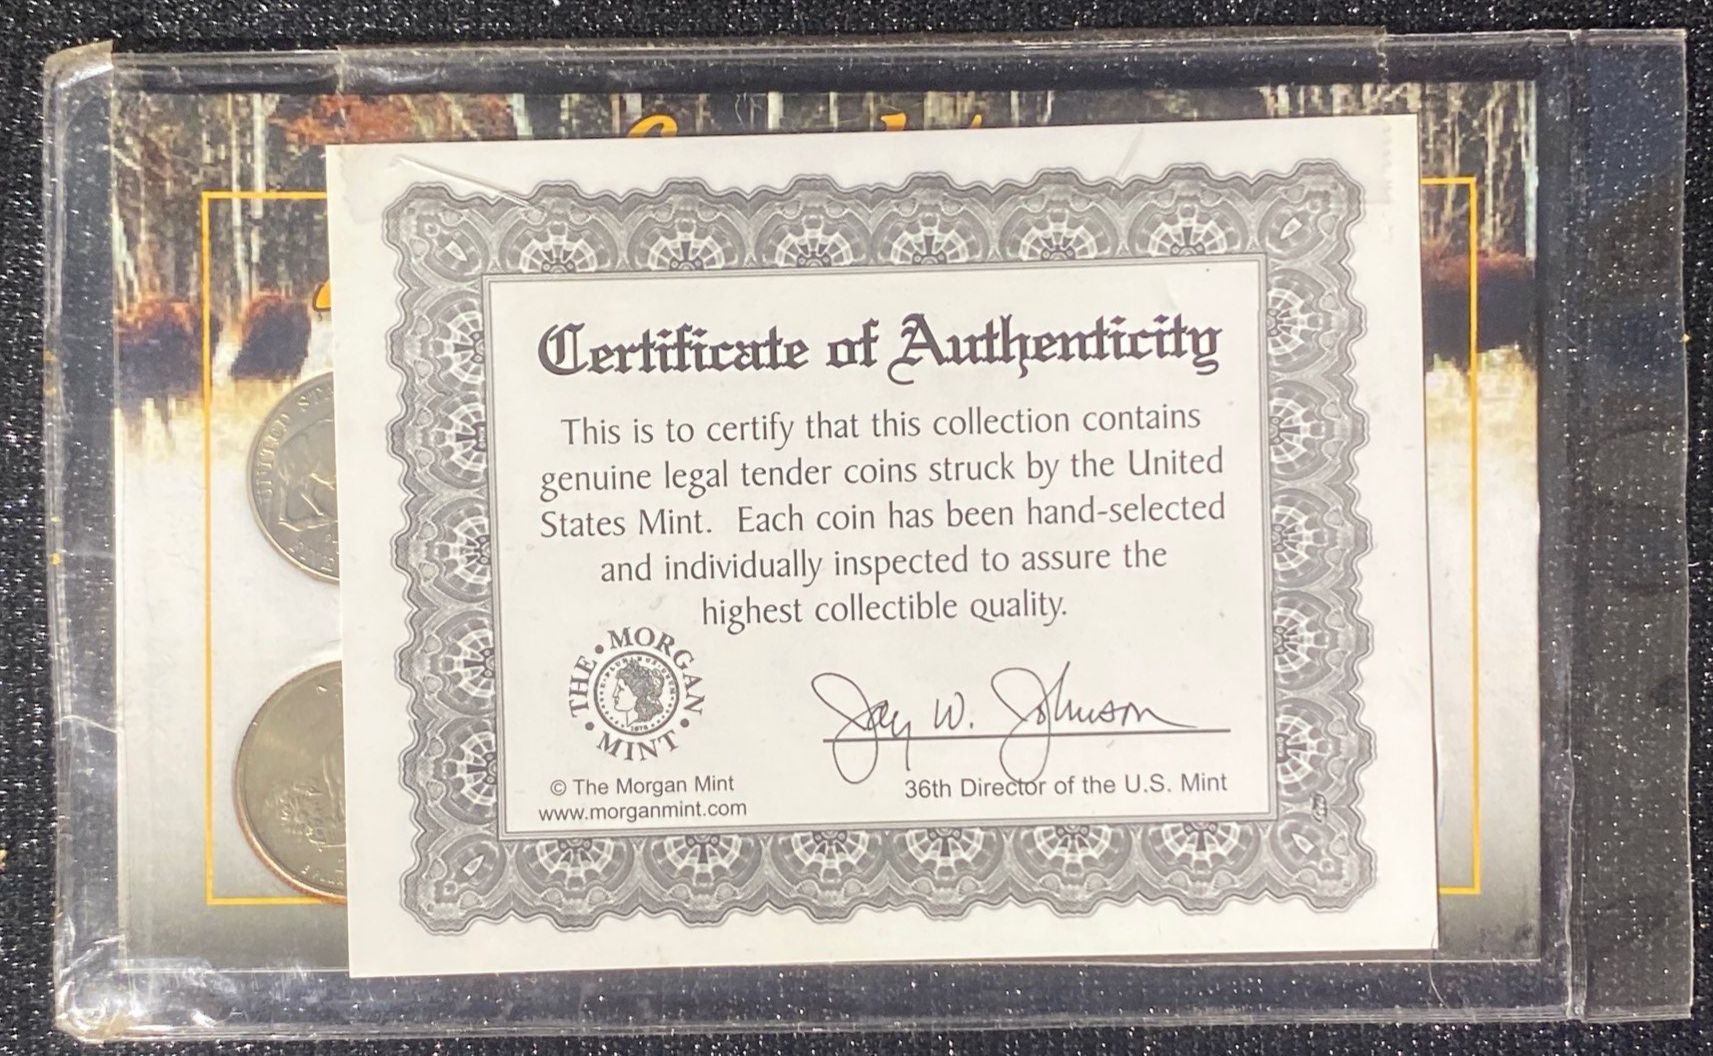 Certificate of Authenticity
This is to certify that this collection contains
genuine legal tender coins struck by the United
States Mint. Each coin has been hand-selected
and individually inspected to assure the
highest collectible quality.
THE • MORGAN • MINT •
Jay W. Johnson
© The Morgan Mint
www.morganmint.com
36th Director of the U.S. Mint
UNITED ST